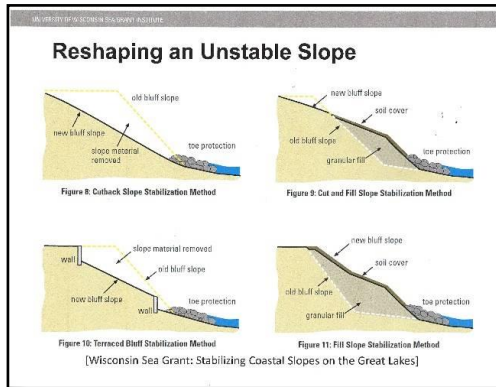 UNIVERSITY OF WISCONSIN SEA GRANT INSTITUTE
Reshaping an Unstable Slope
old bluff slope
new bluff slope
slope material
removed
toe protection
Figure 8: Cutback Slope Stabilization Method
new bluff slope
soil cover
old bluff slope
granular fill
toe protection
Figure 9: Cut and Fill Slope Stabilization Method
slope material removed
wall
old bluff slope
new bluff slope
wall
toe protection
Figure 10: Terraced Bluff Stabilization Method
new bluff slope
soil cover
old bluff slope
granular fill
toe protection
Figure 11: Fill Slope Stabilization Method
[Wisconsin Sea Grant: Stabilizing Coastal Slopes on the Great Lakes]